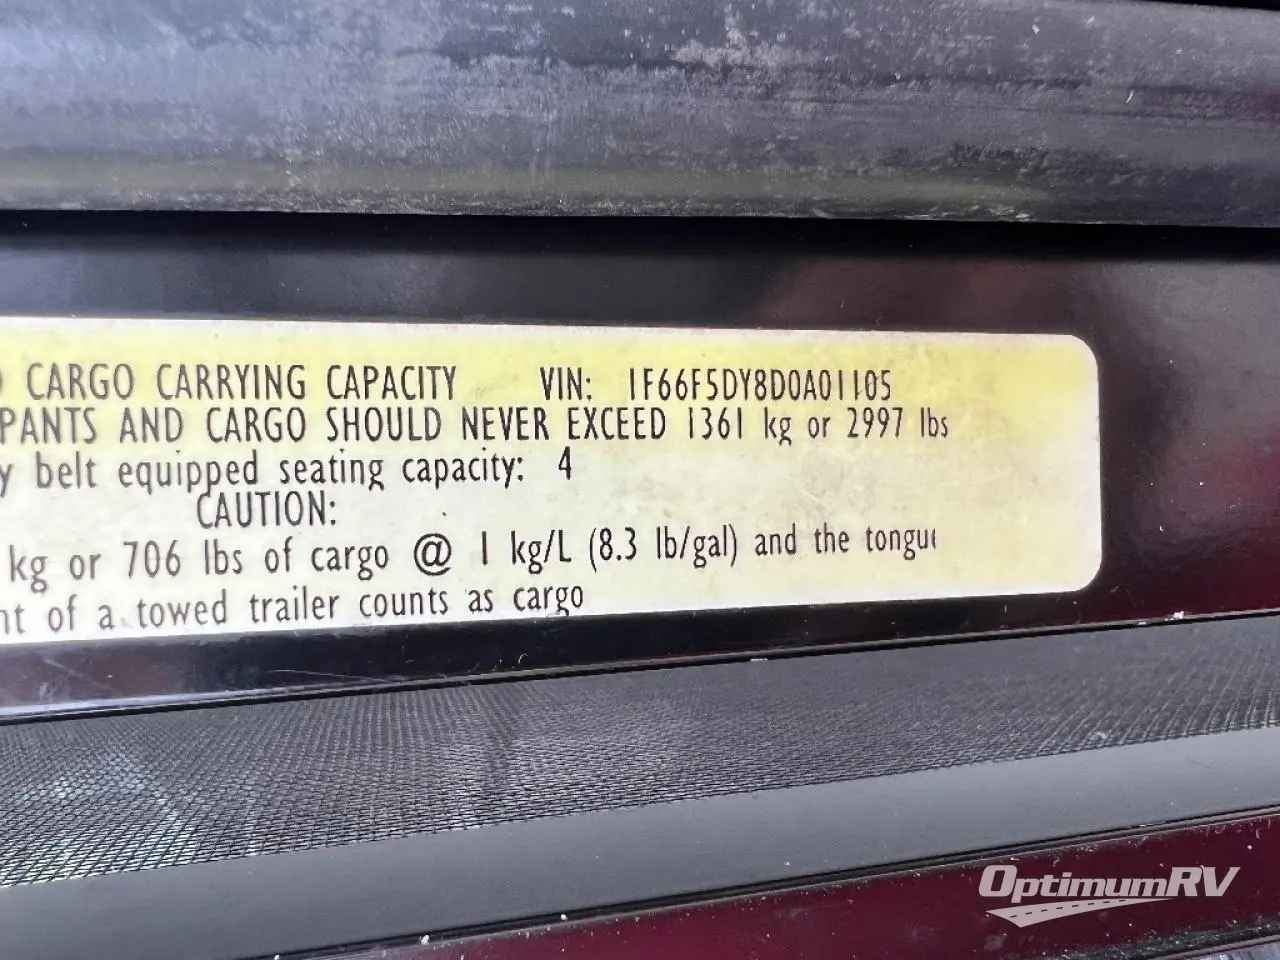 CARGO CARRYING CAPACITY VIN: 1F66F5DY8D0A01105
PANTS AND CARGO SHOULD NEVER EXCEED 1361 kg or 2997 lbs
y belt equipped seating capacity: 4
CAUTION:
kg or 706 lbs of cargo @ 1 kg/L (8.3 lb/gal) and the tongue
nt of a towed trailer counts as cargo
OptimumRV